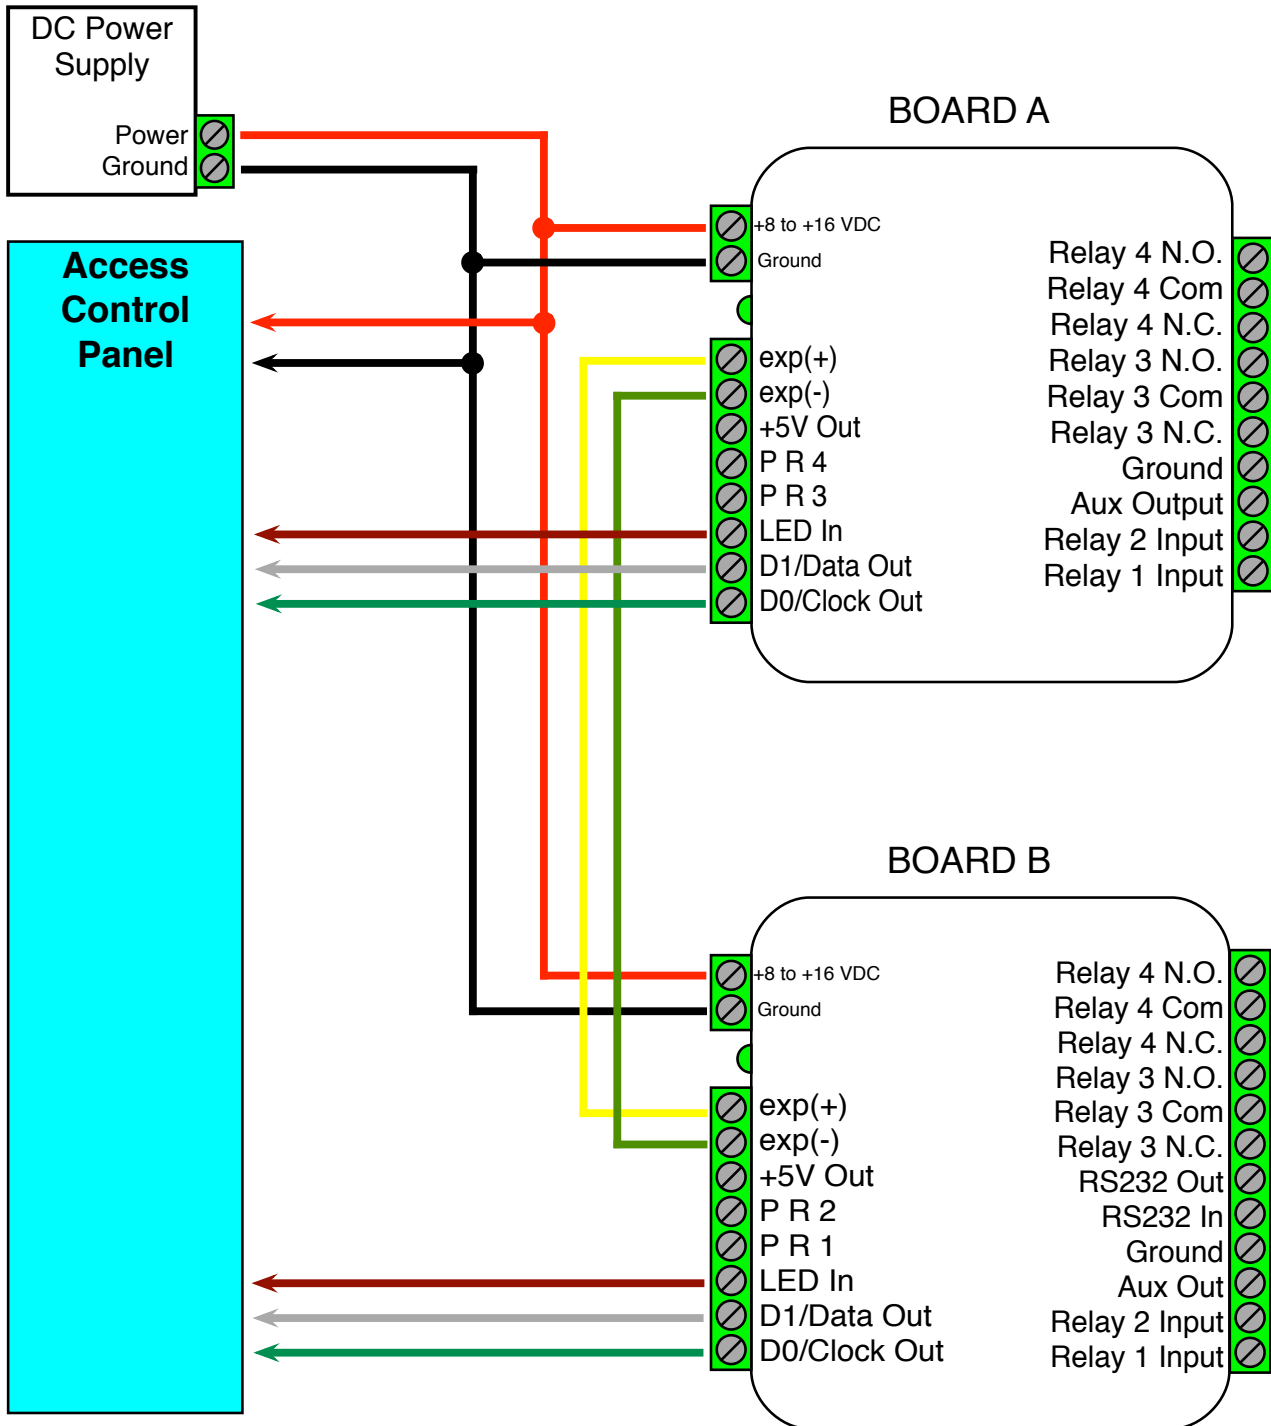 DC Power
Supply
Power
Ground
Access
Control
Panel
BOARD A
+8 to +16 VDC
Ground
exp(+)
exp(-)
+5V Out
P R 4
P R 3
LED In
D1/Data Out
D0/Clock Out
Relay 4 N.O.
Relay 4 Com
Relay 4 N.C.
Relay 3 N.O.
Relay 3 Com
Relay 3 N.C.
Ground
Aux Output
Relay 2 Input
Relay 1 Input
BOARD B
+8 to +16 VDC
Ground
exp(+)
exp(-)
+5V Out
P R 2
P R 1
LED In
D1/Data Out
D0/Clock Out
Relay 4 N.O.
Relay 4 Com
Relay 4 N.C.
Relay 3 N.O.
Relay 3 Com
Relay 3 N.C.
RS232 Out
RS232 In
Ground
Aux Out
Relay 2 Input
Relay 1 Input